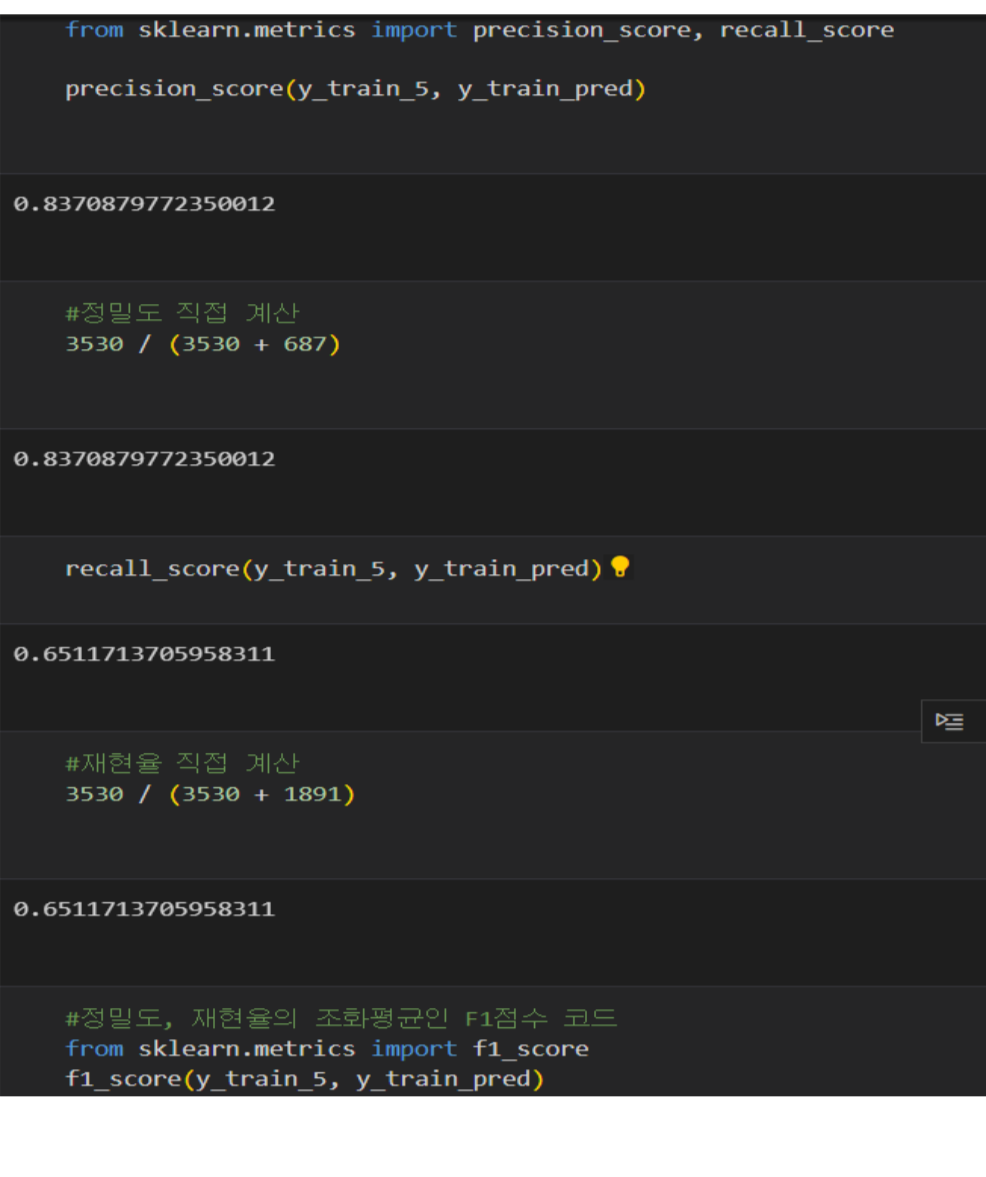 from sklearn.metrics import precision_score, recall_score
precision_score(y_train_5, y_train_pred)
0.8370879772350012
#정밀도 직접 계산
3530 / (3530 + 687)
0.8370879772350012
recall_score(y_train_5, y_train_pred)
0.6511713705958311
#재현율 직접 계산
3530 / (3530 + 1891)
0.6511713705958311
#정밀도, 재현율의 조화평균인 F1점수 코드
from sklearn.metrics import f1_score
f1_score(y_train_5, y_train_pred)